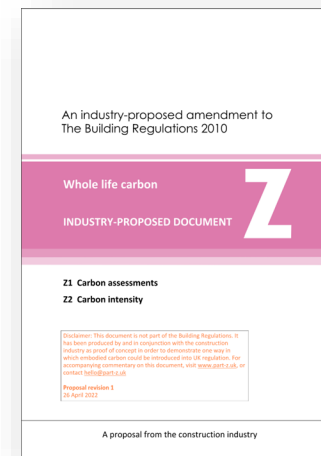 An industry-proposed amendment to
The Building Regulations 2010
Whole life carbon
Z
INDUSTRY-PROPOSED DOCUMENT
Z1 Carbon assessments
Z2 Carbon intensity
Disclaimer: This document is not part of the Building Regulations. It
has been produced by and in conjunction with the construction
industry as proof of concept in order to demonstrate one way in
which embodied carbon could be introduced into UK regulation. For
accompanying commentary on this document, visit www.part-z.uk, or
contact hello@part-z.uk
Proposal revision 1
26 April 2022
A proposal from the construction industry